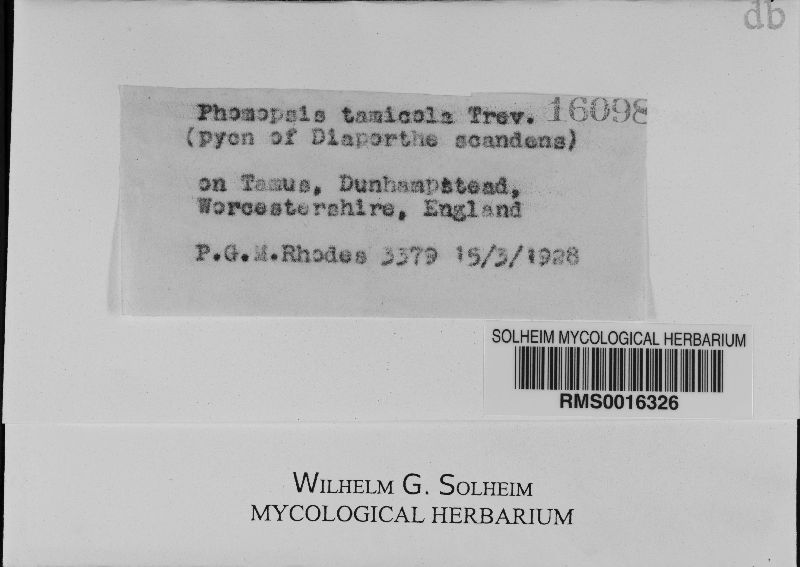 db
Phomopsis tamicola Trev. 16098
(pycn of Diaporthe scandens)
on Tamus, Dunhampstead,
Worcestershire, England
P.G.M.Rhodes 3379 15/3/1928
SOLHEIM MYCOLOGICAL HERBARIUM
RMS0016326
WILHELM G. SOLHEIM
MYCOLOGICAL HERBARIUM